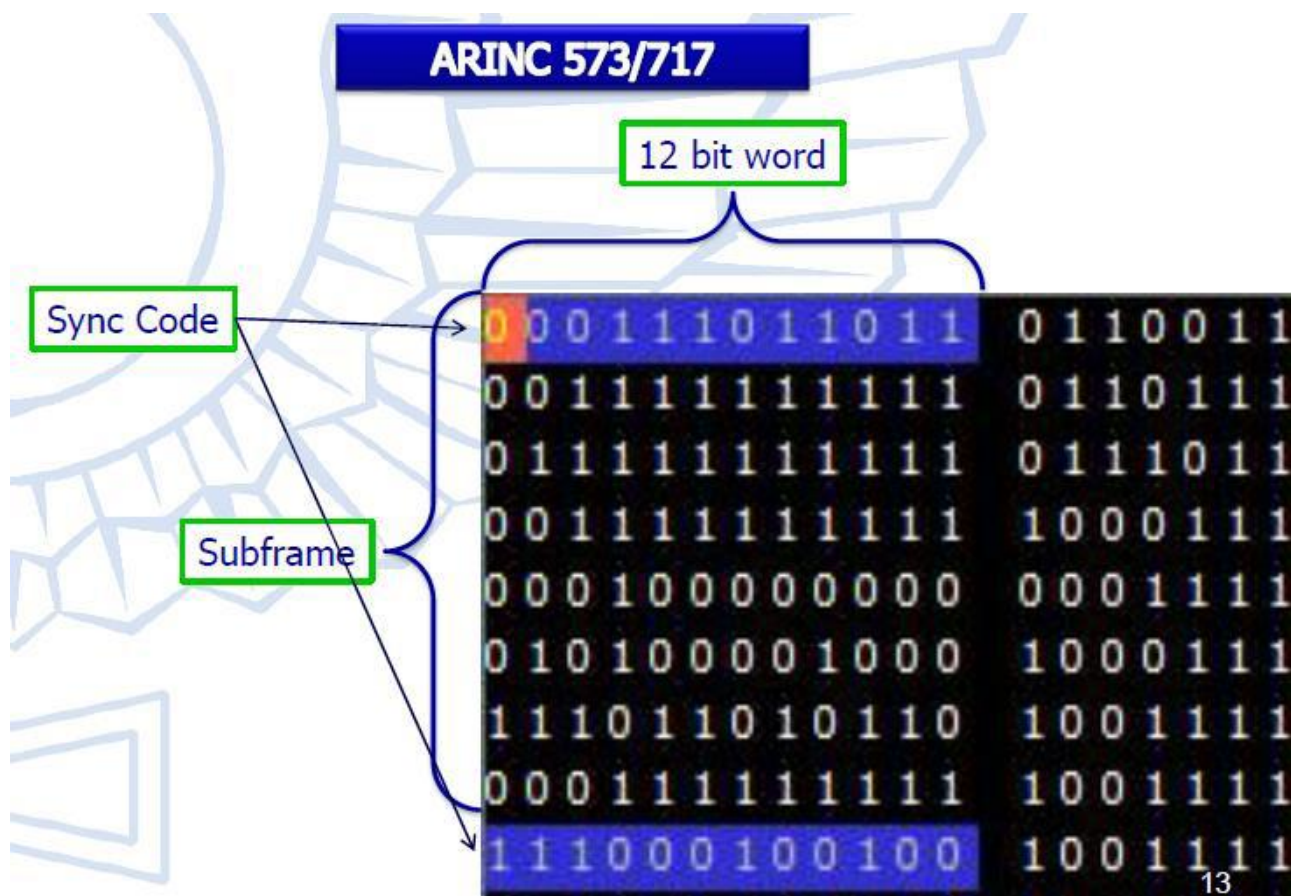 ARINC 573/717
12 bit word
Sync Code
Subframe
0 0 0 1 1 1 0 1 1 0 1 1 0 1 1 0 0 1 1
0 0 1 1 1 1 1 1 1 1 1 1 0 1 1 0 1 1 1
0 1 1 1 1 1 1 1 1 1 1 1 0 1 1 1 0 1 1
0 0 1 1 1 1 1 1 1 1 1 1 1 0 0 0 1 1 1
0 0 0 1 0 0 0 0 0 0 0 0 0 0 0 1 1 1 1
0 1 0 1 0 0 0 0 1 0 0 0 1 0 0 0 1 1 1
1 1 1 0 1 1 0 1 0 1 1 0 1 0 0 1 1 1 1
0 0 0 1 1 1 1 1 1 1 1 1 1 0 0 1 1 1 1
1 1 1 0 0 0 1 0 0 1 0 0 1 0 0 1 1 1 1
13